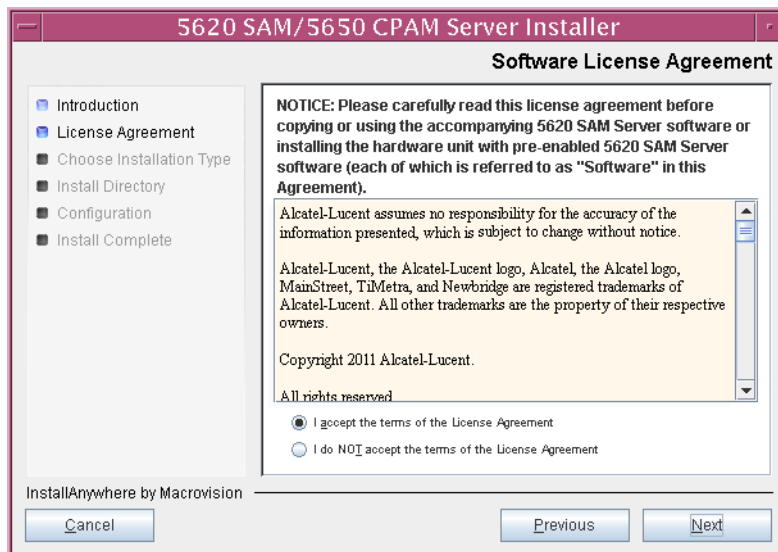 5620 SAM/5650 CPAM Server Installer
Software License Agreement
Introduction
License Agreement
Choose Installation Type
Install Directory
Configuration
Install Complete
NOTICE: Please carefully read this license agreement before
copying or using the accompanying 5620 SAM Server software or
installing the hardware unit with pre-enabled 5620 SAM Server
software (each of which is referred to as "Software" in this
Agreement).
Alcatel-Lucent assumes no responsibility for the accuracy of the
information presented, which is subject to change without notice.
Alcatel-Lucent, the Alcatel-Lucent logo, Alcatel, the Alcatel logo,
MainStreet, TiMetra, and Newbridge are registered trademarks of
Alcatel-Lucent. All other trademarks are the property of their respective
owners.
Copyright 2011 Alcatel-Lucent.
All rights reserved
I accept the terms of the License Agreement
I do NOT accept the terms of the License Agreement
InstallAnywhere by Macrovision
Cancel
Previous
Next